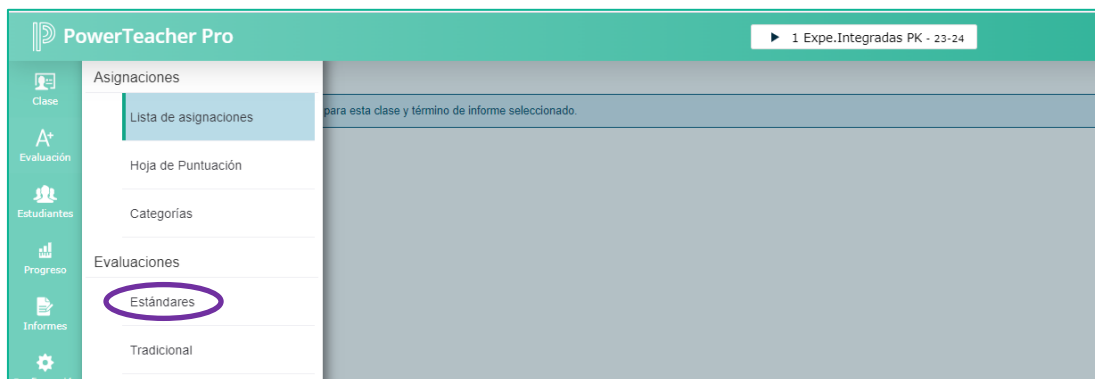 PowerTeacher Pro
1 Expe.Integradas PK - 23-24
Clase
Evaluación
Estudiantes
Progreso
Informes
Asignaciones
Lista de asignaciones
Hoja de Puntuación
Categorías
Evaluaciones
Estándares
Tradicional
para esta clase y término de informe seleccionado.